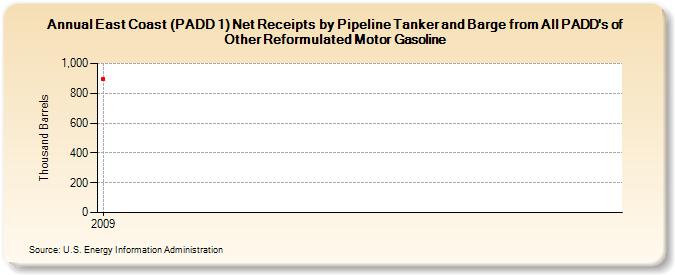 Annual East Coast (PADD 1) Net Receipts by Pipeline Tanker and Barge from All PADD's of
Other Reformulated Motor Gasoline
Thousand Barrels
1,000
800
600
400
200
0
2009
Source: U.S. Energy Information Administration